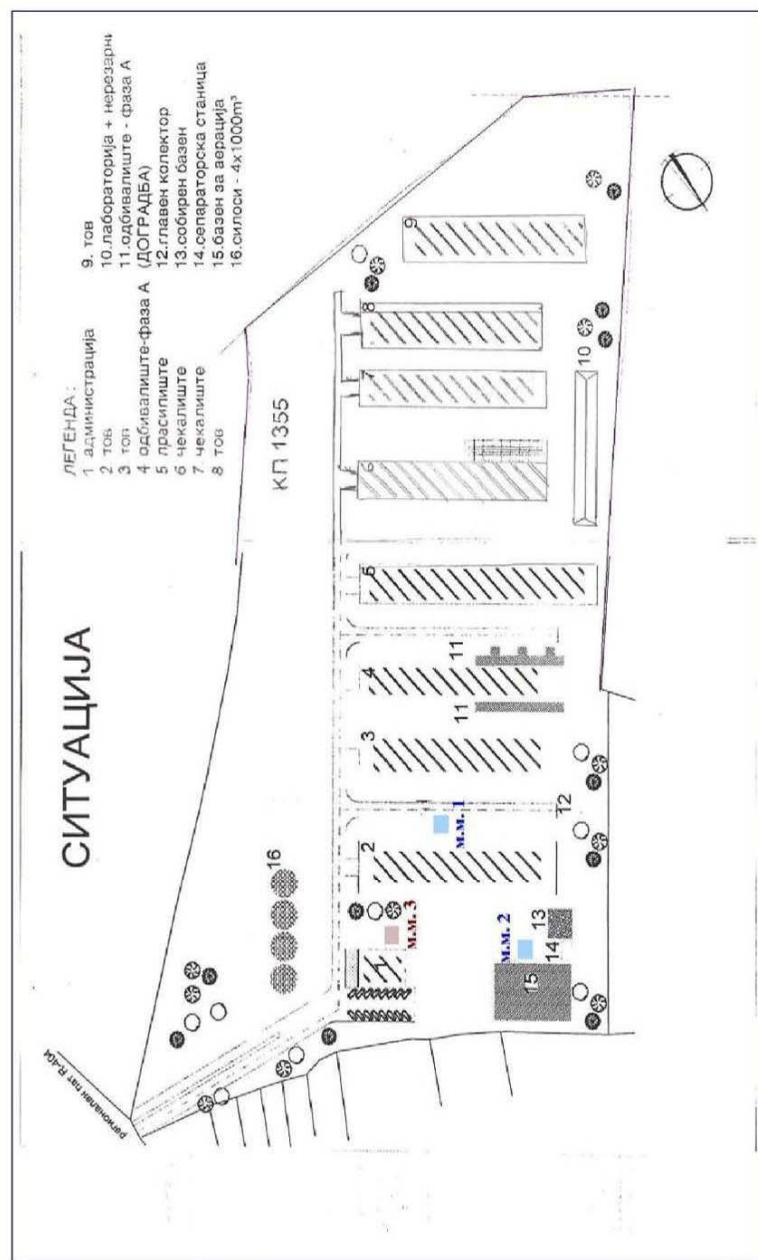 СИТУАЦИЈА
ЛЕГЕНДА :
1 администрација
2 тов
3 тов
4 одбивалиште-фаза А
5 прасилиште
6 чекалиште
7. чекалиште
8 тов
9. тов
10.лабораторија + нерезарни
11.одбивалиште - фаза А
(ДОГРАДБА)
12.главен колектор
13.собирен базен
14.сепараторска станица
15.базен за аерација
16.силоси - 4x1000m³
КП 1355
регионален пат R-404
16
1
2
3
4
5
6
7
8
9
10
11
11
12
13
14
15
м.м. 1
м.м. 2
м.м. 3